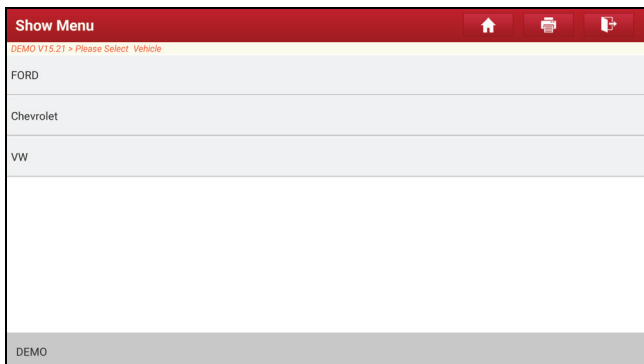 Show Menu
DEMO V15.21 > Please Select Vehicle
FORD
Chevrolet
VW
DEMO